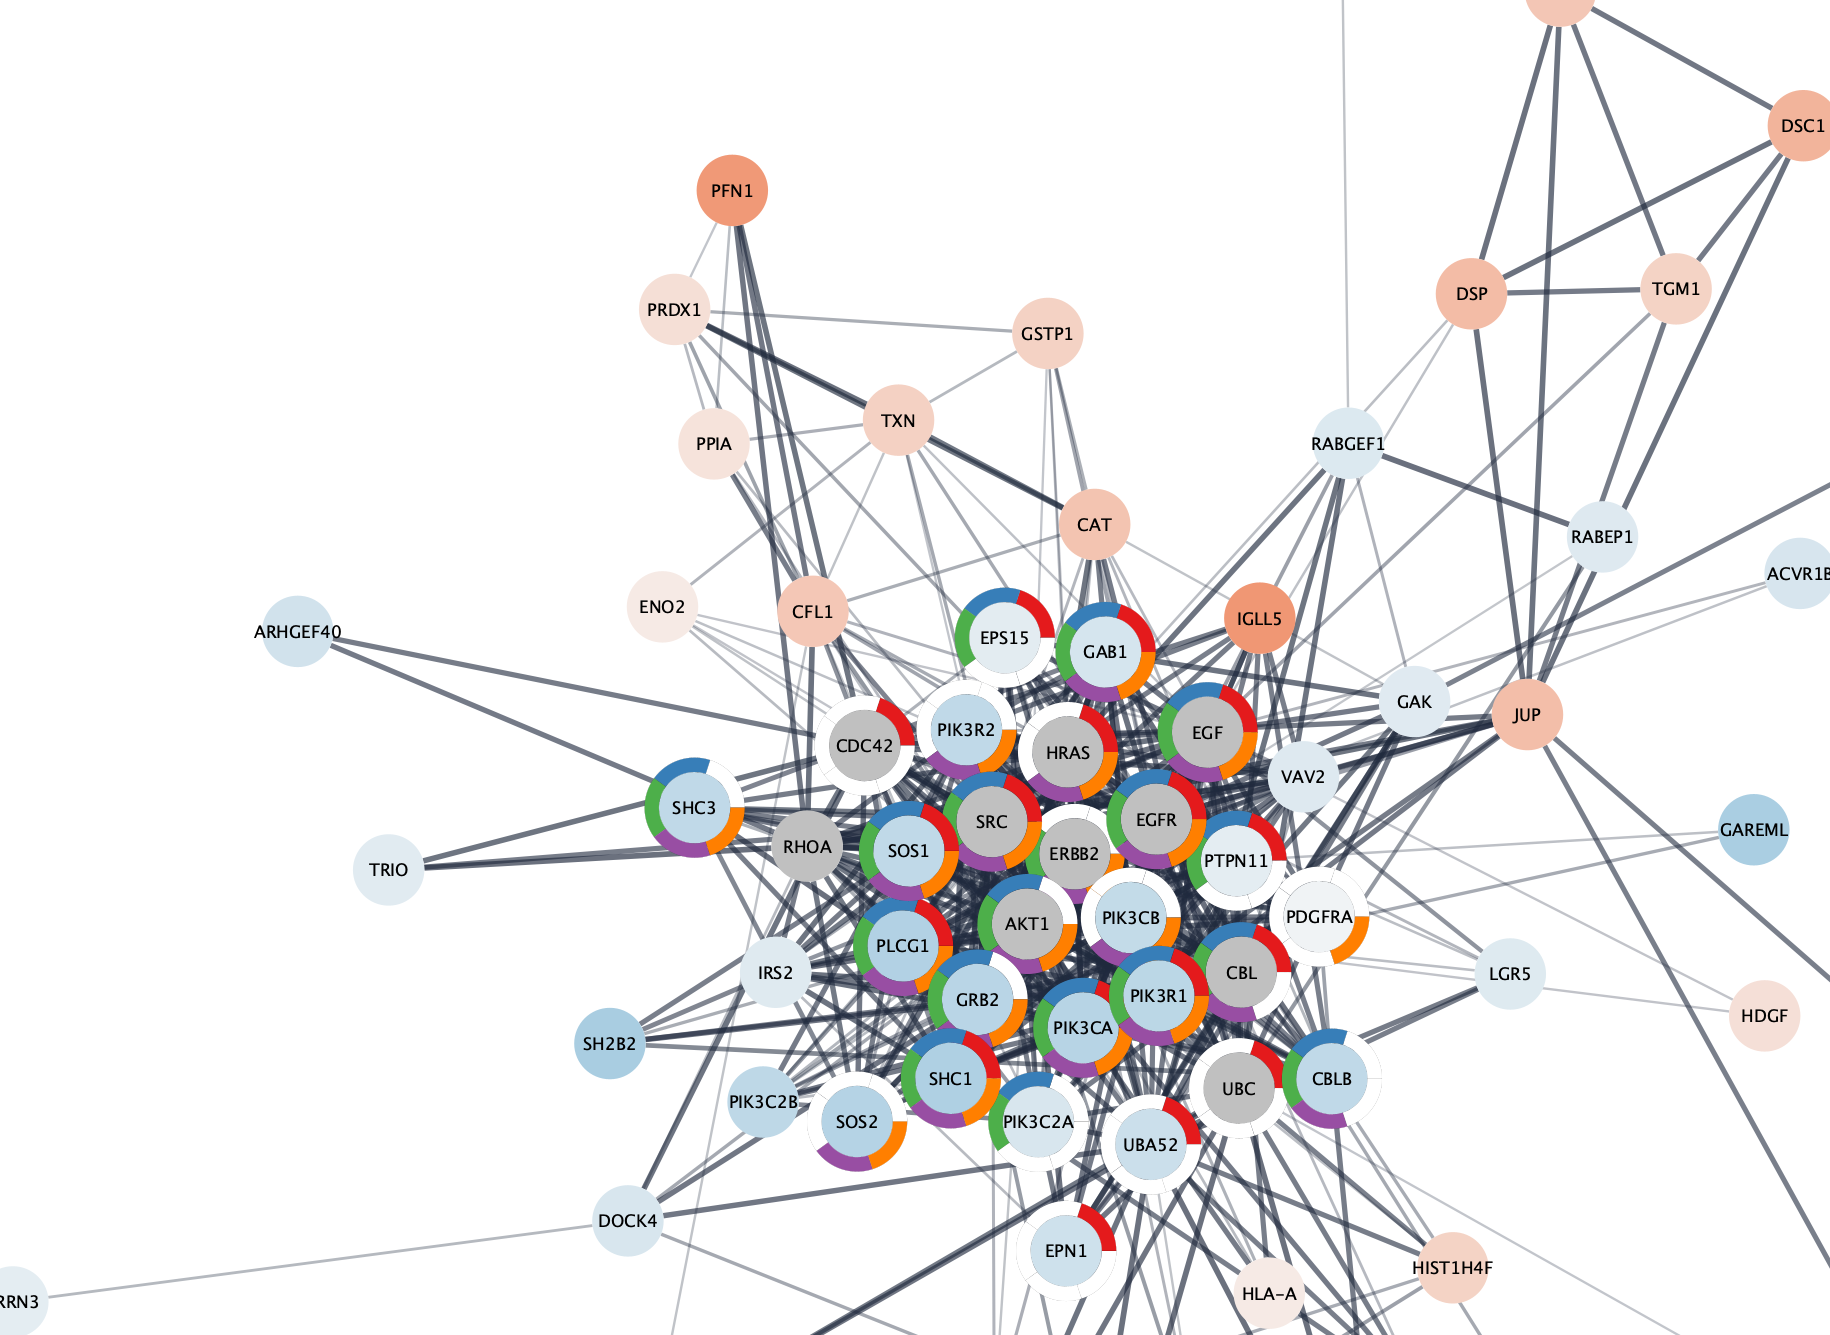 DSC1
PFN1
DSP
TGM1
PRDX1
GSTP1
TXN
PPIA
RABGEF1
CAT
RABEP1
ACVR1B
ENO2
CFL1
IGLL5
ARHGEF40
EPS15
GAB1
GAK
JUP
PIK3R2
EGF
CDC42
HRAS
VAV2
SHC3
SRC
EGFR
GAREML
RHOA
SOS1
ERBB2
PTPN11
TRIO
AKT1
PIK3CB
PDGFRA
PLCG1
IRS2
CBL
LGR5
GRB2
PIK3R1
HDGF
SH2B2
PIK3CA
SHC1
CBLB
UBC
PIK3C2B
SOS2
PIK3C2A
UBA52
DOCK4
EPN1
HIST1H4F
HLA-A
RRN3